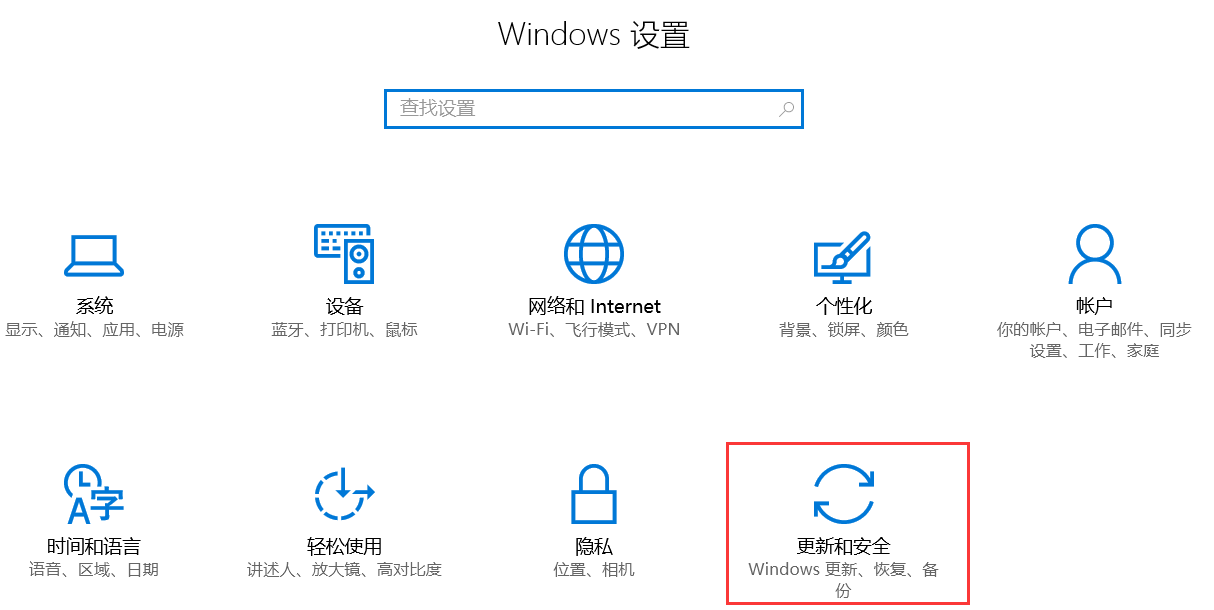 Windows 设置
查找设置
系统
显示、通知、应用、电源
设备
蓝牙、打印机、鼠标
网络和 Internet
Wi-Fi、飞行模式、VPN
个性化
背景、锁屏、颜色
帐户
你的帐户、电子邮件、同步
设置、工作、家庭
时间和语言
语音、区域、日期
轻松使用
讲述人、放大镜、高对比度
隐私
位置、相机
更新和安全
Windows 更新、恢复、备
份